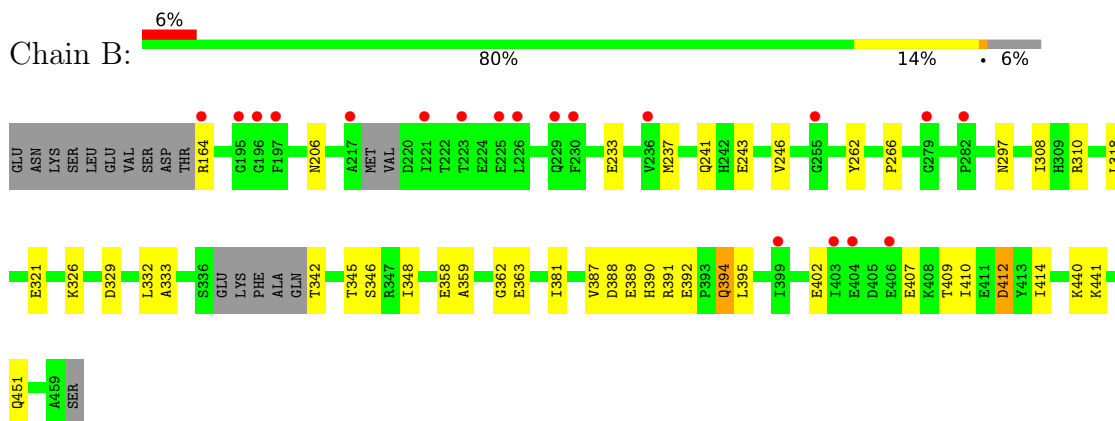 6%
Chain B:
80% 14% • 6%
GLU ASN LYS SER LEU GLU VAL SER ASP THR R164 G195 G196 F197 N206 A217 MET VAL D220 I221 T222 T223 E224 E225 L226 Q229 F230 E233 V236 M237 Q241 H242 E243 V246 G255 Y262 P266 G279 P282 N297 I308 H309 R310 L318
E321 K326 D329 L332 A333 S336 GLU LYS PHE ALA GLN T342 T345 S346 R347 I348 E358 A359 G362 E363 I381 V387 D388 E389 H390 R391 E392 P393 Q394 L395 I399 E402 I403 E404 D405 E406 E407 K408 T409 I410 E411 D412 Y413 I414 K440 K441
Q451 A459 SER